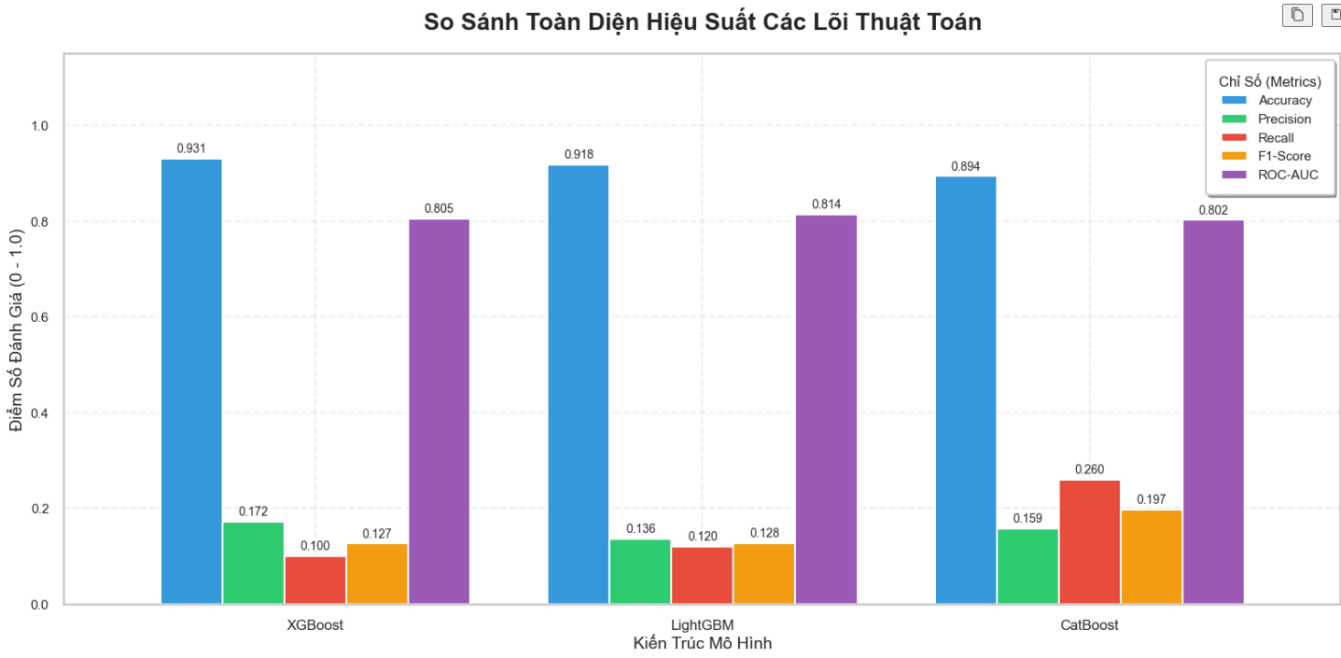 So Sánh Toàn Diện Hiệu Suất Các Lõi Thuật Toán
Chỉ Số (Metrics)
Accuracy
Precision
Recall
F1-Score
ROC-AUC
Điểm Số Đánh Giá (0 - 1.0)
1.0
0.8
0.6
0.4
0.2
0.0
0.931
0.172
0.100
0.127
0.805
0.918
0.136
0.120
0.128
0.814
0.894
0.159
0.260
0.197
0.802
XGBoost
LightGBM
CatBoost
Kiến Trúc Mô Hình